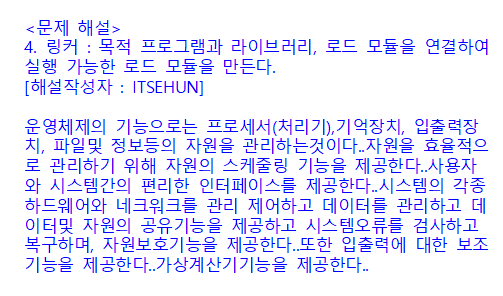 <문제 해설>
4. 링커 : 목적 프로그램과 라이브러리, 로드 모듈을 연결하여
실행 가능한 로드 모듈을 만든다.
[해설작성자 : ITSEHUN]
운영체제의 기능으로는 프로세서(처리기),기억장치, 입출력장
치, 파일및 정보등의 자원을 관리하는것이다..자원을 효율적으
로 관리하기 위해 자원의 스케줄링 기능을 제공한다..사용자
와 시스템간의 편리한 인터페이스를 제공한다..시스템의 각종
하드웨어와 네크워크를 관리 제어하고 데이터를 관리하고 데
이터및 자원의 공유기능을 제공하고 시스템오류를 검사하고
복구하며, 자원보호기능을 제공한다..또한 입출력에 대한 보조
기능을 제공한다..가상계산기기능을 제공한다..